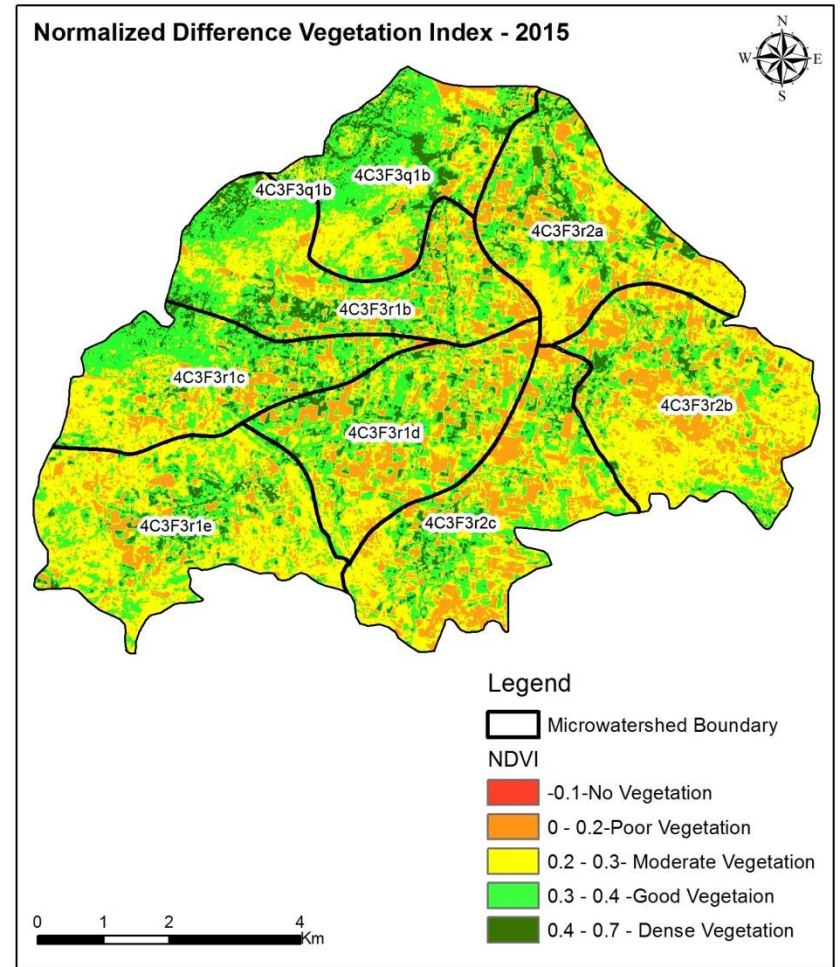 Normalized Difference Vegetation Index - 2015
N
W E
S
4C3F3q1b
4C3F3q1b
4C3F3r2a
4C3F3r1b
4C3F3r1c
4C3F3r2b
4C3F3r1d
4C3F3r1e
4C3F3r2c
Legend
Microwatershed Boundary
NDVI
-0.1-No Vegetation
0 - 0.2-Poor Vegetation
0.2 - 0.3- Moderate Vegetation
0.3 - 0.4 -Good Vegetaion
0.4 - 0.7 - Dense Vegetation
0 1 2 4
Km